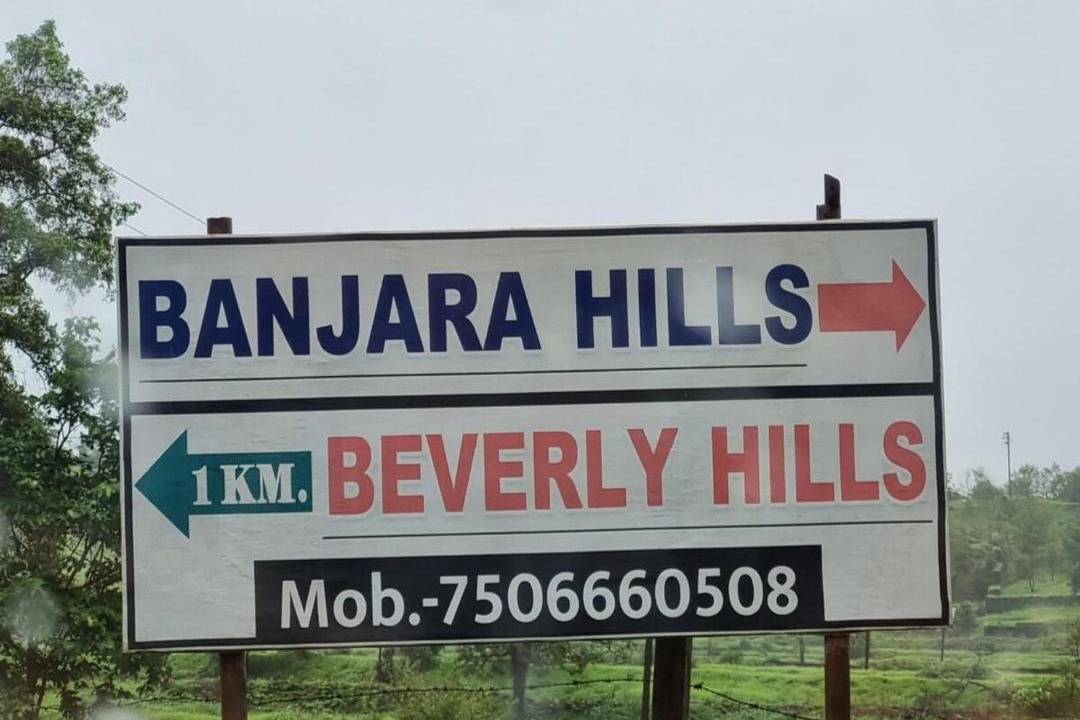 BANJARA HILLS
1 KM. BEVERLY HILLS
Mob.-7506660508